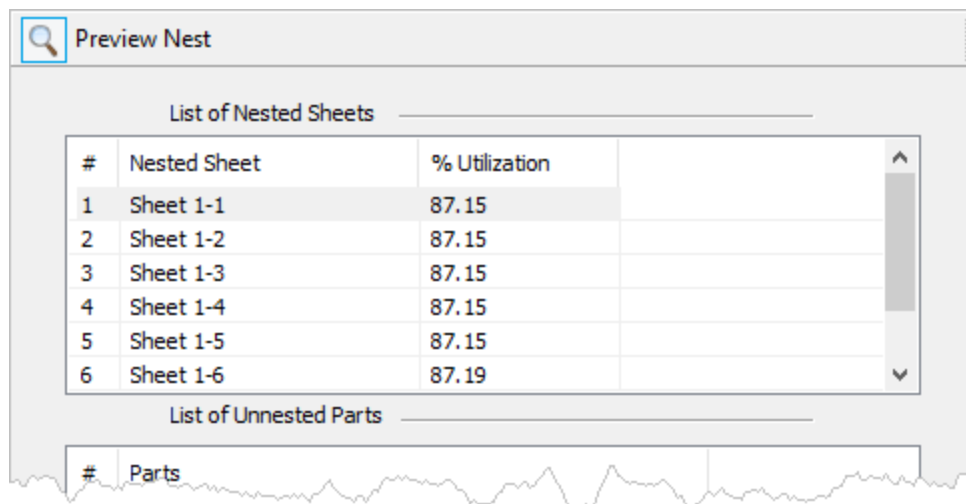 Preview Nest
List of Nested Sheets
# Nested Sheet % Utilization
1 Sheet 1-1 87.15
2 Sheet 1-2 87.15
3 Sheet 1-3 87.15
4 Sheet 1-4 87.15
5 Sheet 1-5 87.15
6 Sheet 1-6 87.19
List of Unnested Parts
# Parts